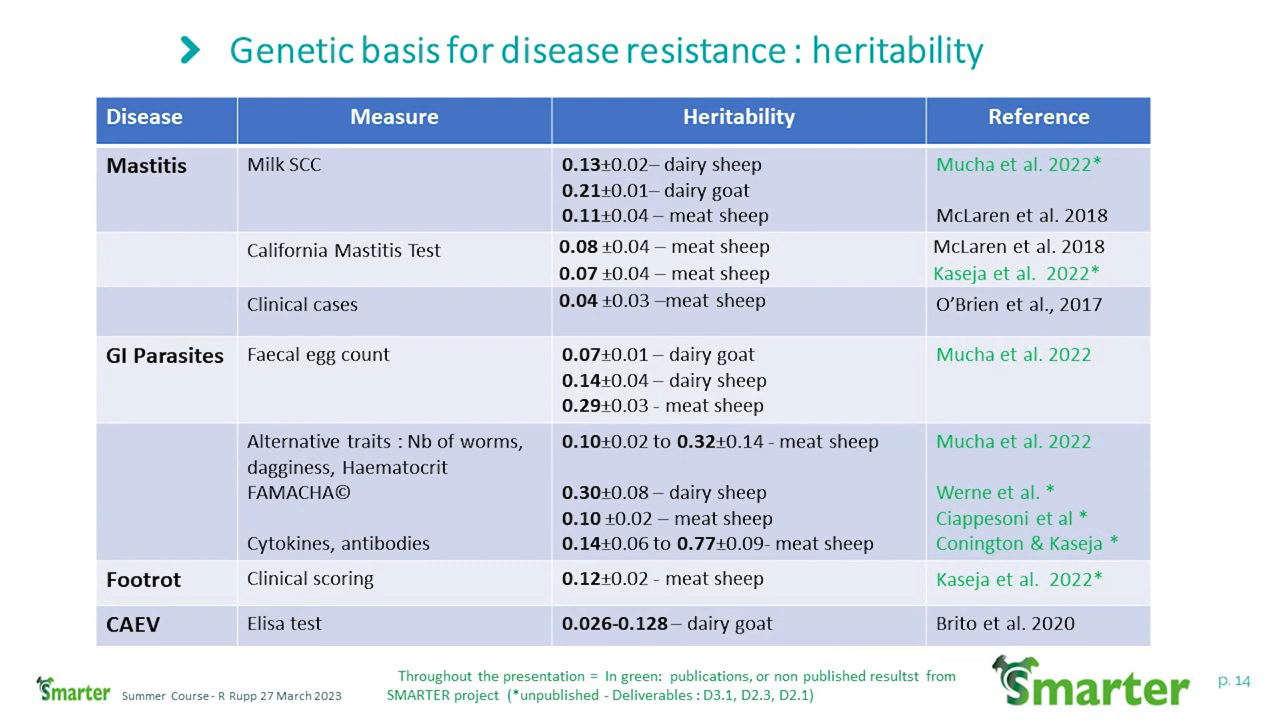 Genetic basis for disease resistance : heritability
Disease Measure Heritability Reference
Mastitis Milk SCC 0.13±0.02– dairy sheep Mucha et al. 2022*
0.21±0.01– dairy goat
0.11±0.04 – meat sheep McLaren et al. 2018
California Mastitis Test 0.08 ±0.04 – meat sheep McLaren et al. 2018
0.07 ±0.04 – meat sheep Kaseja et al. 2022*
Clinical cases 0.04 ±0.03 –meat sheep O’Brien et al., 2017
GI Parasites Faecal egg count 0.07±0.01 – dairy goat Mucha et al. 2022
0.14±0.04 – dairy sheep
0.29±0.03 - meat sheep
Alternative traits : Nb of worms, 0.10±0.02 to 0.32±0.14 - meat sheep Mucha et al. 2022
dagginess, Haematocrit
FAMACHA© 0.30±0.08 – dairy sheep Werne et al. *
0.10 ±0.02 – meat sheep Ciappesoni et al *
Cytokines, antibodies 0.14±0.06 to 0.77±0.09- meat sheep Conington & Kaseja *
Footrot Clinical scoring 0.12±0.02 - meat sheep Kaseja et al. 2022*
CAEV Elisa test 0.026-0.128 – dairy goat Brito et al. 2020
Throughout the presentation = In green: publications, or non published resultst from
SMARTER project (*unpublished - Deliverables : D3.1, D2.3, D2.1)
Smarter Summer Course - R Rupp 27 March 2023
Smarter p. 14